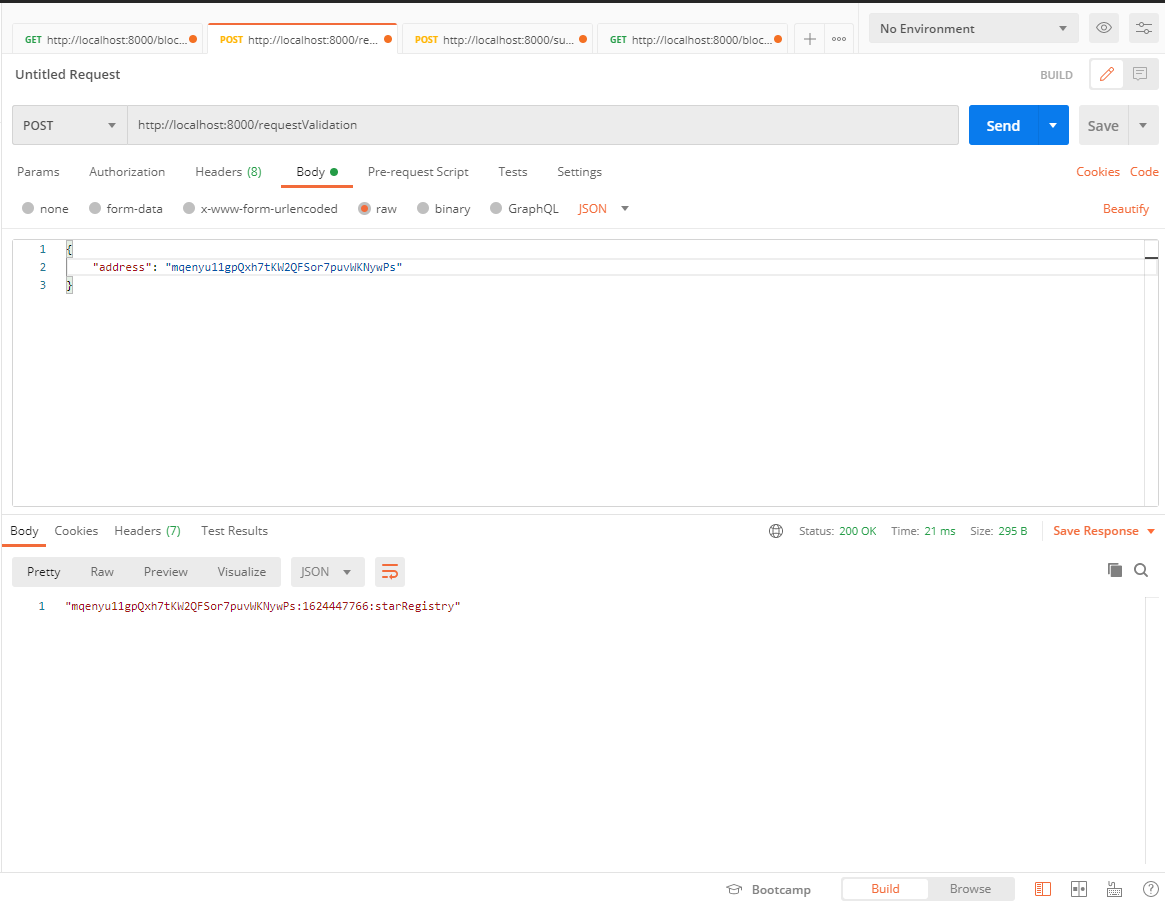 GET http://localhost:8000/bloc... POST http://localhost:8000/re... POST http://localhost:8000/su... GET http://localhost:8000/bloc... No Environment
Untitled Request BUILD
POST http://localhost:8000/requestValidation Send Save
Params Authorization Headers (8) Body Pre-request Script Tests Settings Cookies Code
none form-data x-www-form-urlencoded raw binary GraphQL JSON Beautify
1 {
2 "address": "mqenyu11gpQxh7tKW2QFSor7puvWKNywPs"
3 }
Body Cookies Headers (7) Test Results Status: 200 OK Time: 21 ms Size: 295 B Save Response
Pretty Raw Preview Visualize JSON
1 "mqenyu11gpQxh7tKW2QFSor7puvWKNywPs:1624447766:starRegistry"
Bootcamp Build Browse